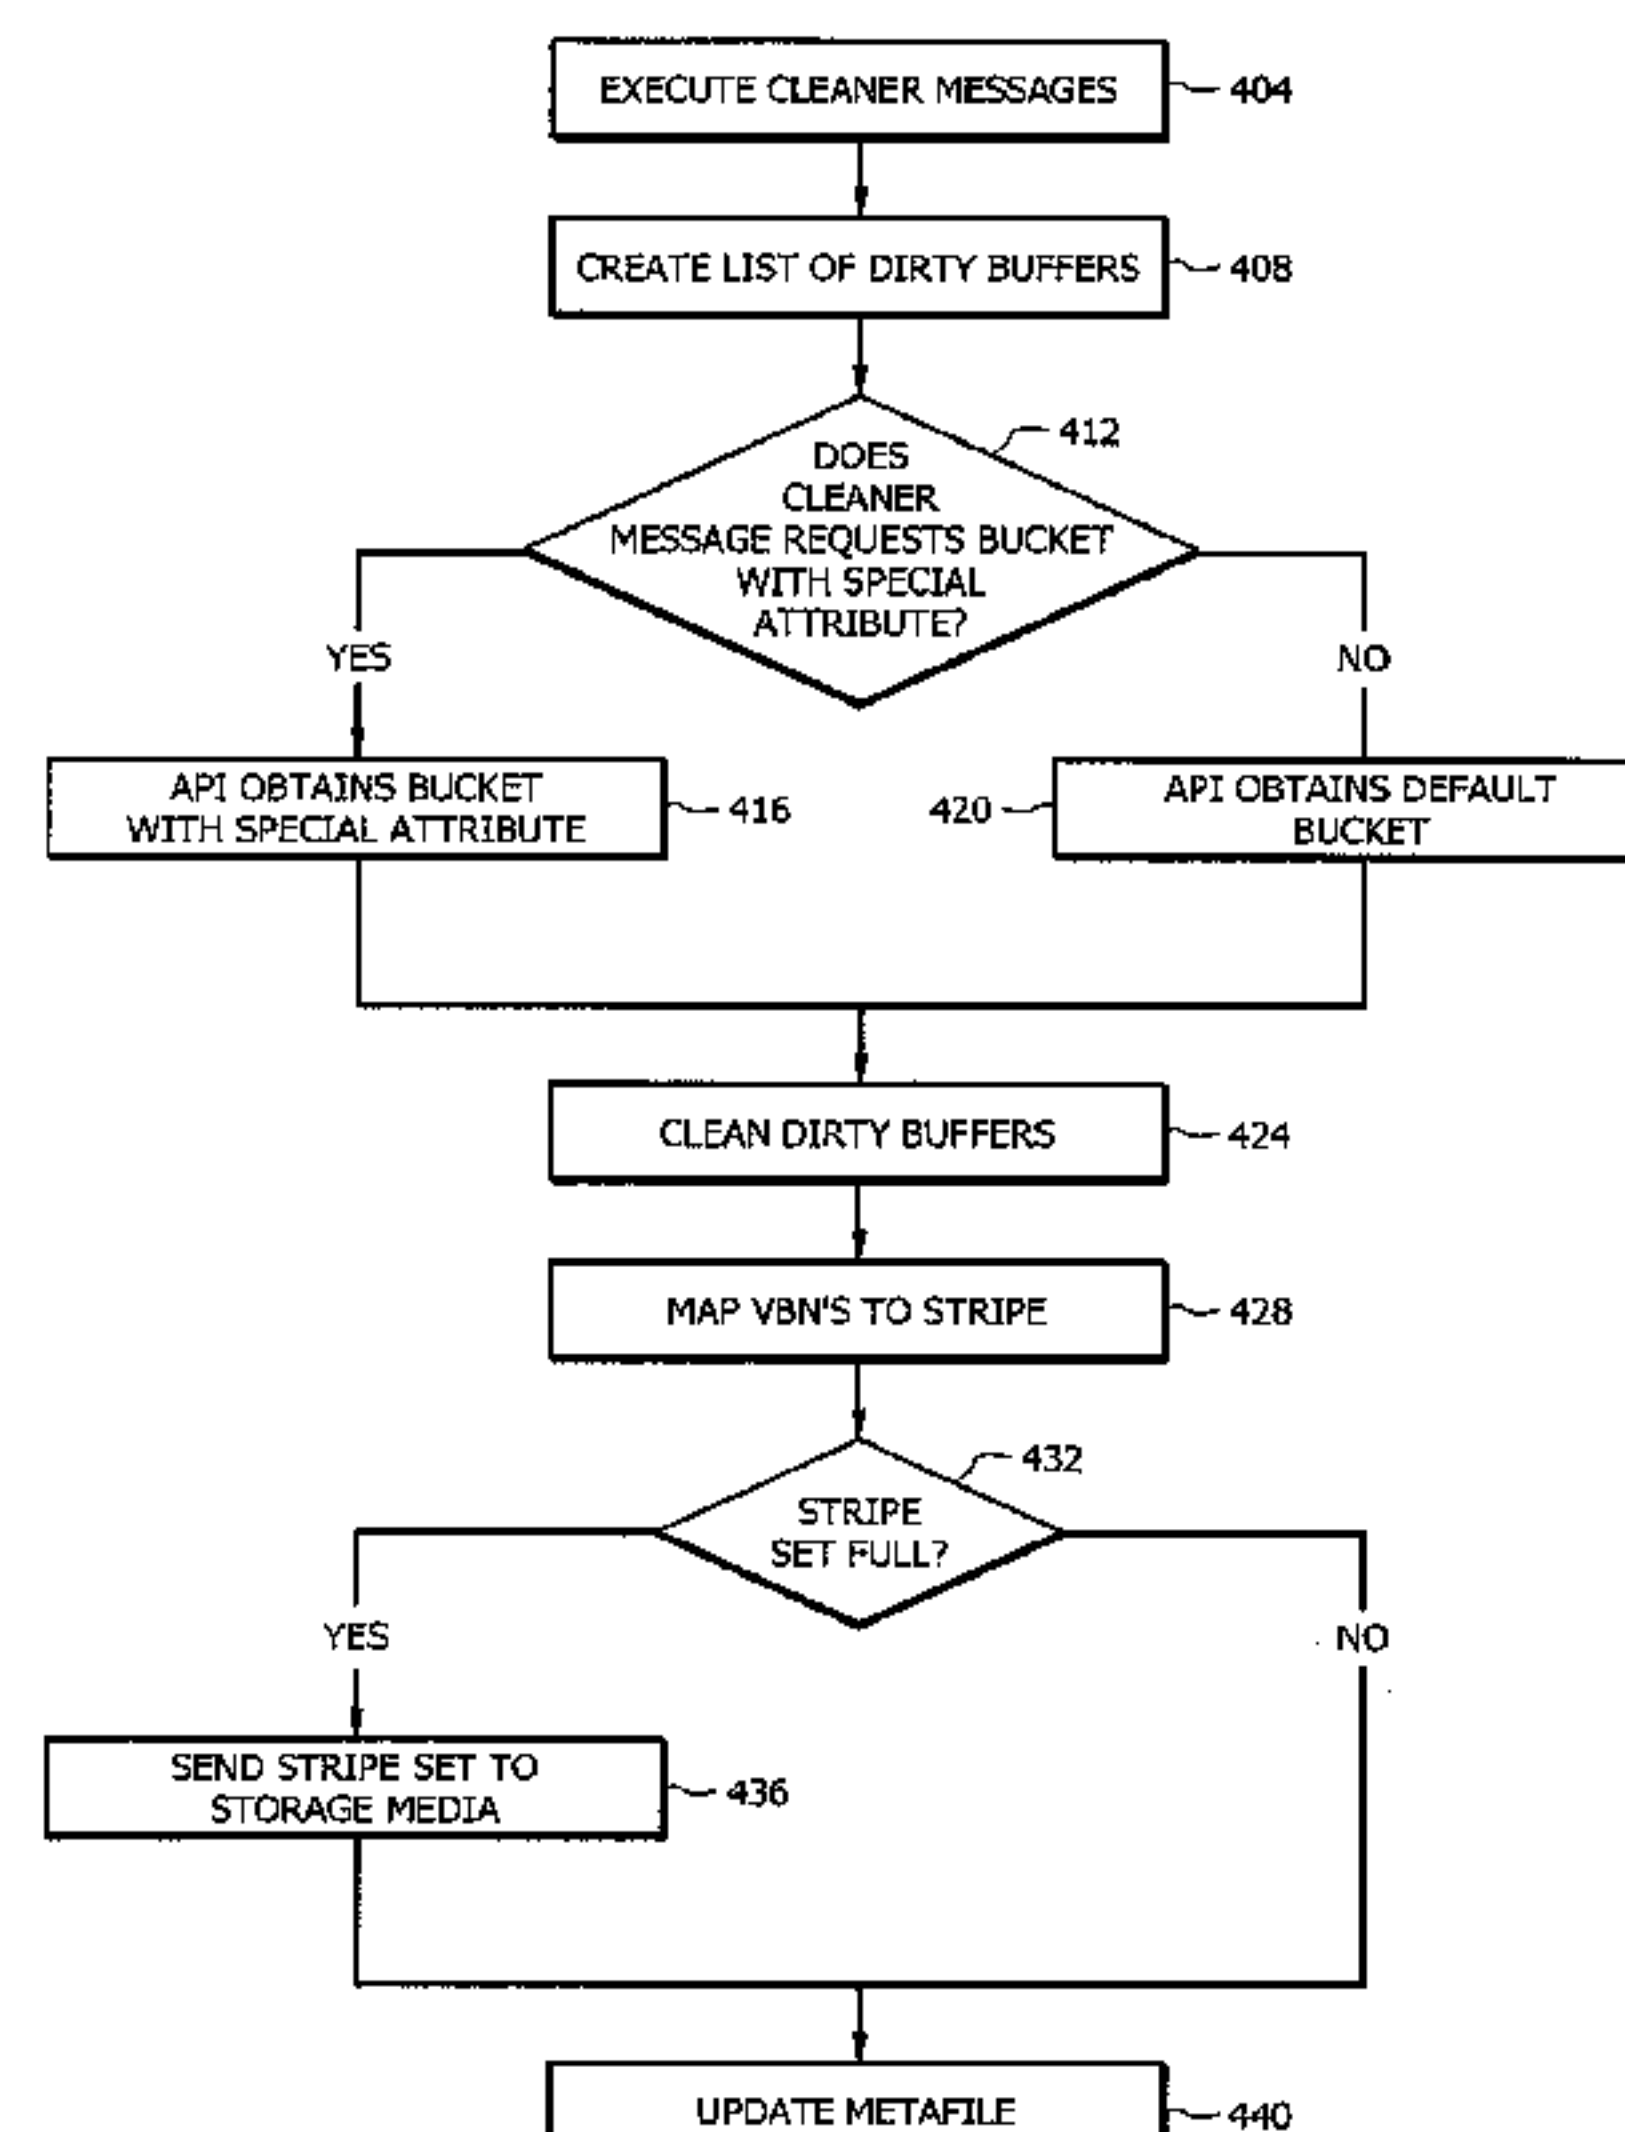 EXECUTE CLEANER MESSAGES
404
CREATE LIST OF DIRTY BUFFERS
408
412
DOES
CLEANER
MESSAGE REQUESTS BUCKET
WITH SPECIAL
ATTRIBUTE?
YES
NO
API OBTAINS BUCKET
WITH SPECIAL ATTRIBUTE
416
420
API OBTAINS DEFAULT
BUCKET
CLEAN DIRTY BUFFERS
424
MAP VBN'S TO STRIPE
428
432
STRIPE
SET FULL?
YES
NO
SEND STRIPE SET TO
STORAGE MEDIA
436
UPDATE METAFILE
440